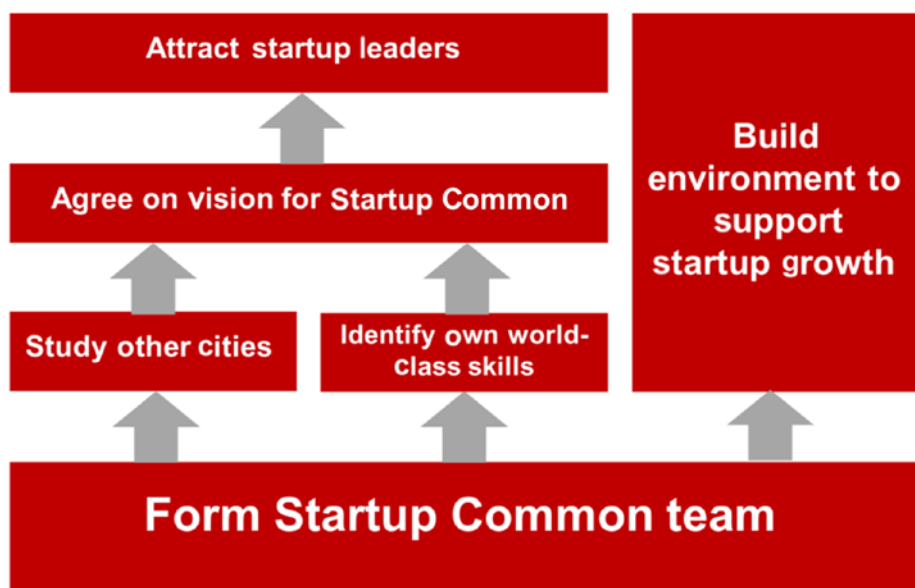 Attract startup leaders
Build
environment to
support
startup growth
Agree on vision for Startup Common
Study other cities
Identify own world-
class skills
Form Startup Common team